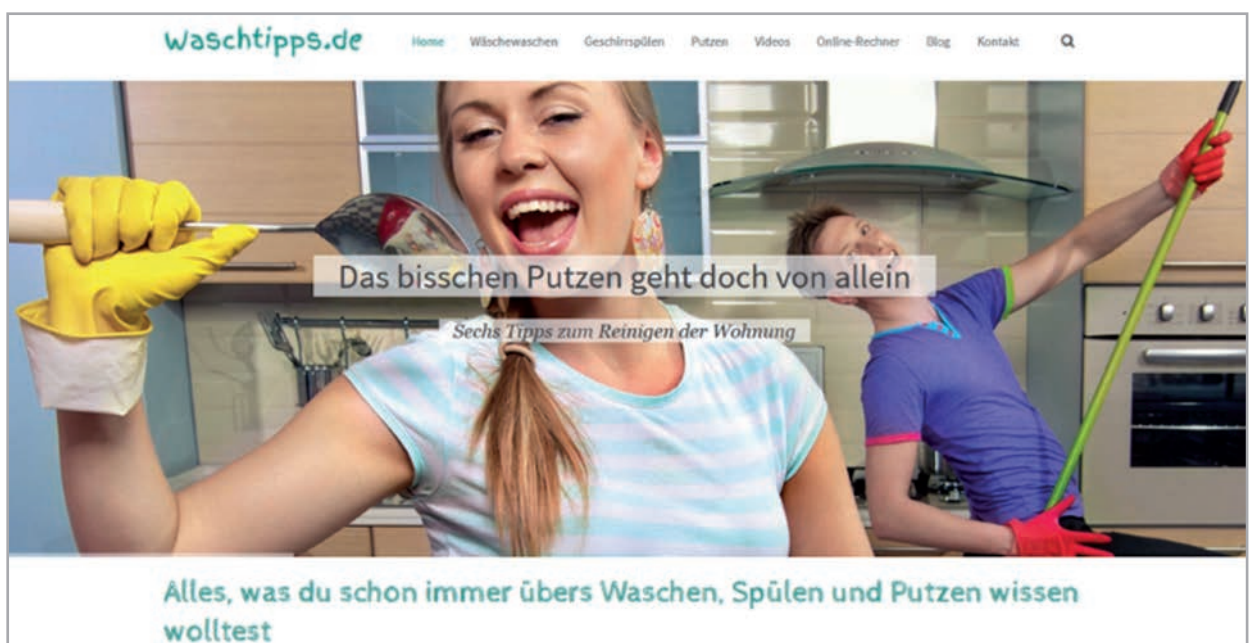 waschtipps.de
Home Wäschewaschen Geschirrspülen Putzen Videos Online-Rechner Blog Kontakt
Das bisschen Putzen geht doch von allein
Sechs Tipps zum Reinigen der Wohnung
Alles, was du schon immer übers Waschen, Spülen und Putzen wissen
wolltest